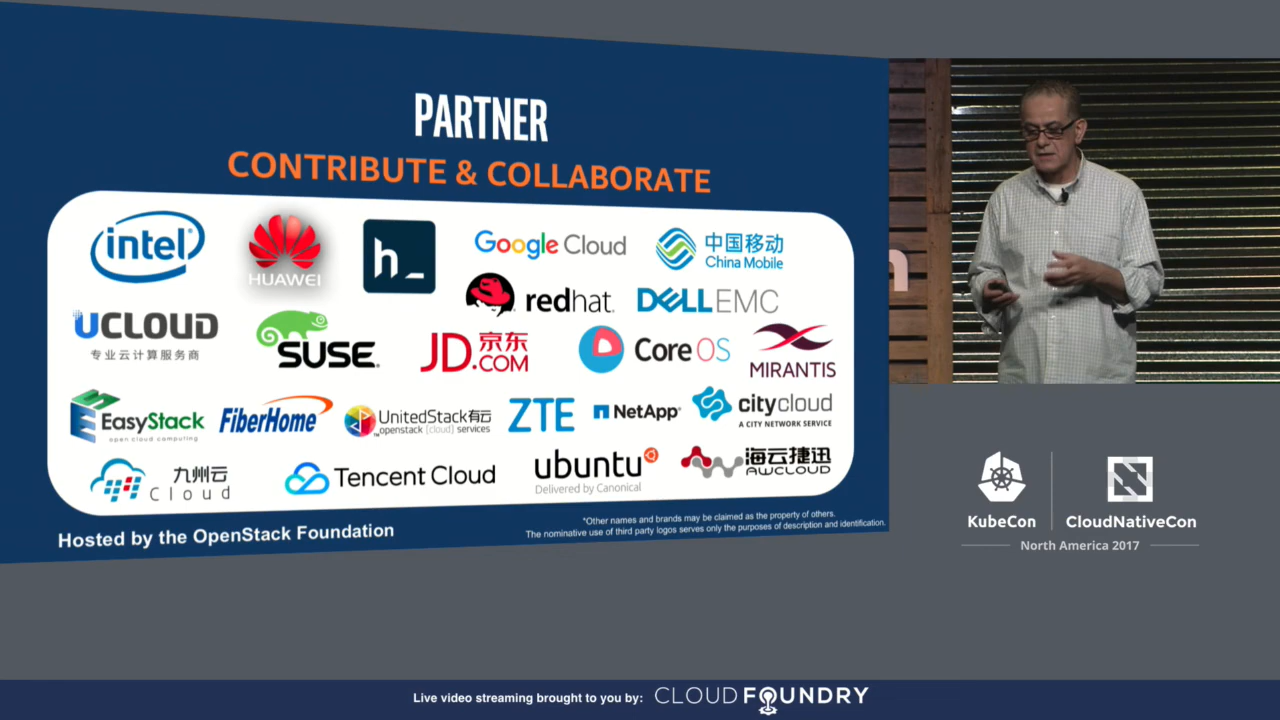 PARTNER
CONTRIBUTE & COLLABORATE
intel
HUAWEI
h_
Google Cloud
中国移动
China Mobile
redhat.
DELLEMC
UCLOUD
专业云计算服务商
SUSE
JD.COM
京东
CoreOS
MIRANTIS
EasyStack
open cloud computing
FiberHome
UnitedStack有云
openstack {cloud} services
ZTE
NetApp
citycloud
A CITY NETWORK SERVICE
九州云
Cloud
Tencent Cloud
ubuntu
Delivered by Canonical
海云捷迅
AWCLOUD
Hosted by the OpenStack Foundation
*Other names and brands may be claimed as the property of others.
The nominative use of third party logos serves only the purposes of description and identification.
n
KubeCon
CloudNativeCon
North America 2017
Live video streaming brought to you by: CLOUD FOUNDRY